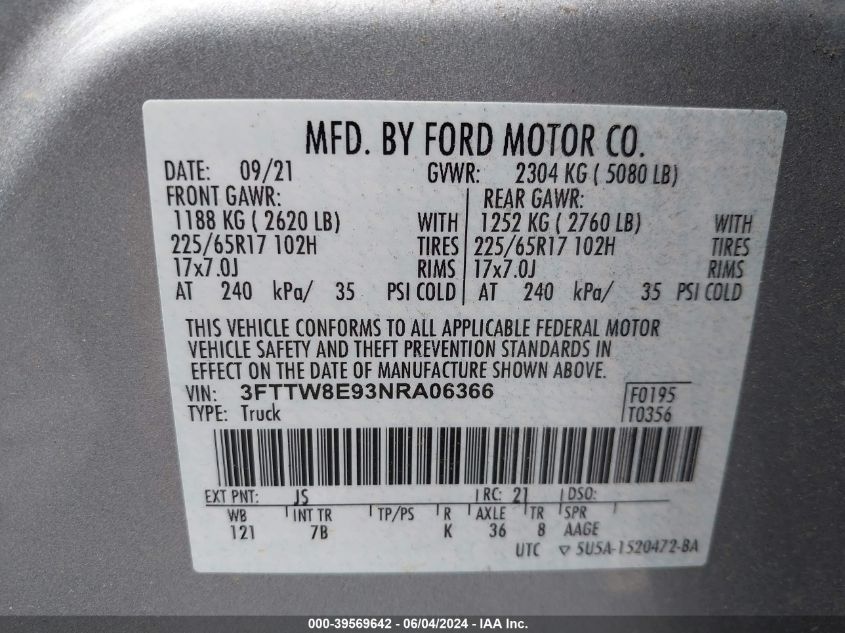 MFD. BY FORD MOTOR CO.
DATE: 09/21 GVWR: 2304 KG ( 5080 LB)
FRONT GAWR: REAR GAWR:
1188 KG ( 2620 LB) WITH 1252 KG ( 2760 LB) WITH
225/65R17 102H TIRES 225/65R17 102H TIRES
17x7.0J RIMS 17x7.0J RIMS
AT 240 kPa/ 35 PSI COLD AT 240 kPa/ 35 PSI COLD
THIS VEHICLE CONFORMS TO ALL APPLICABLE FEDERAL MOTOR
VEHICLE SAFETY AND THEFT PREVENTION STANDARDS IN
EFFECT ON THE DATE OF MANUFACTURE SHOWN ABOVE.
VIN: 3FTTW8E93NRA06366 F0195
TYPE: Truck T0356
EXT PNT: JS RC: 21 DSO:
WB INT TR TP/PS R AXLE TR SPR
121 7B K 36 8 AAGE
UTC ▽ 5U5A-1520472-BA
000-39569642 - 06/04/2024 - IAA Inc.